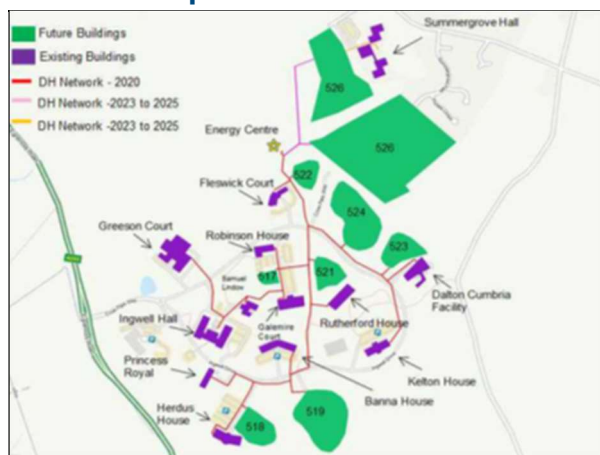 Future Buildings
Existing Buildings
DH Network - 2020
DH Network -2023 to 2025
DH Network -2023 to 2025
Summergrove Hall
526
Energy Centre
526
522
Fleswick Court
524
Greeson Court
Robinson House
523
517
521
Samuel
Lindow
Dalton Cumbria
Facility
Ingwell Hall
Galemire
Court
Rutherford House
Princess
Royal
Kelton House
Banna House
Herdus
House
518
519